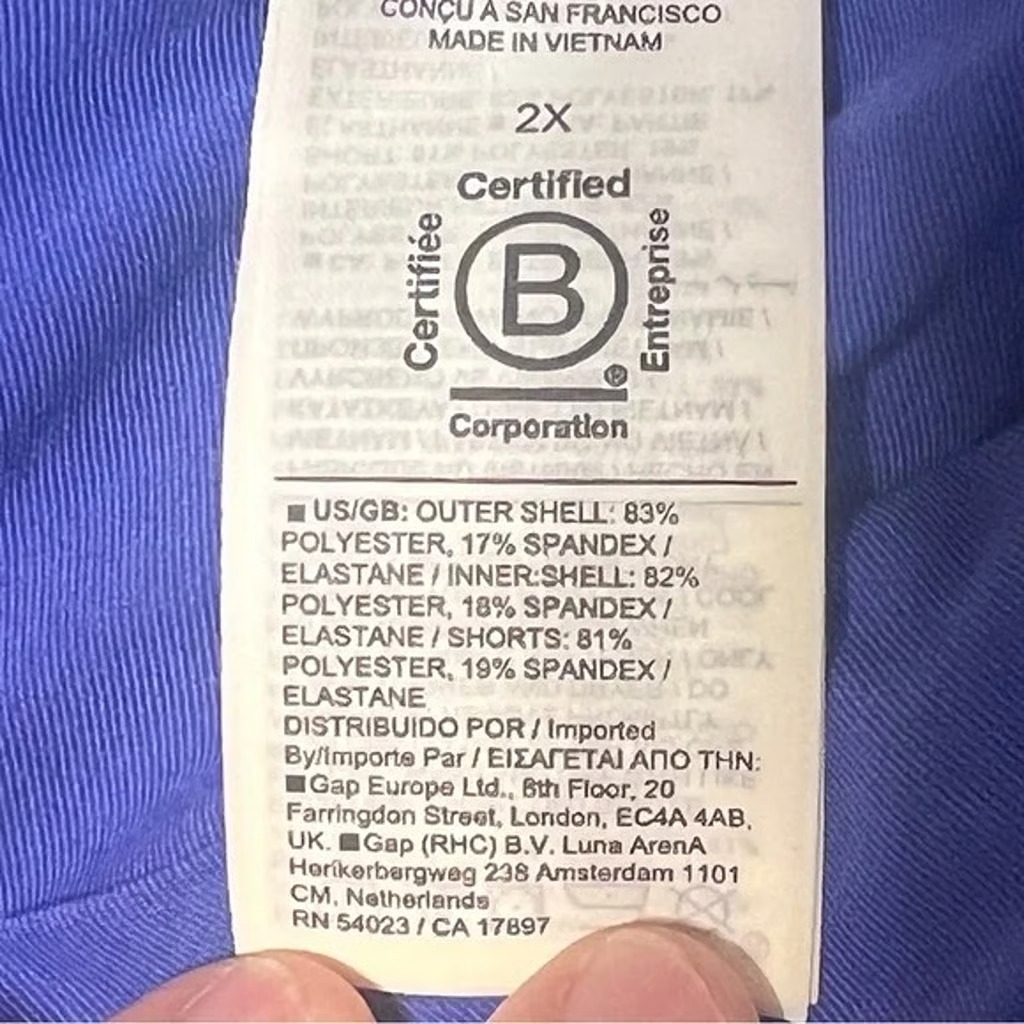 CONÇU À SAN FRANCISCO
MADE IN VIETNAM
2X
Certified
Certifiée
B
Entreprise
®
Corporation
■ US/GB: OUTER SHELL: 83%
POLYESTER, 17% SPANDEX /
ELASTANE / INNER:SHELL: 82%
POLYESTER, 18% SPANDEX /
ELASTANE / SHORTS: 81%
POLYESTER, 19% SPANDEX /
ELASTANE
DISTRIBUIDO POR / Imported
By/Importe Par / ΕΙΣΑΓΕΤΑΙ ΑΠΟ ΤΗΝ:
■Gap Europe Ltd., 6th Floor, 20
Farringdon Street, London, EC4A 4AB,
UK. ■Gap (RHC) B.V. Luna ArenA
Herikerbergweg 238 Amsterdam 1101
CM, Netherlands
RN 54023 / CA 17897